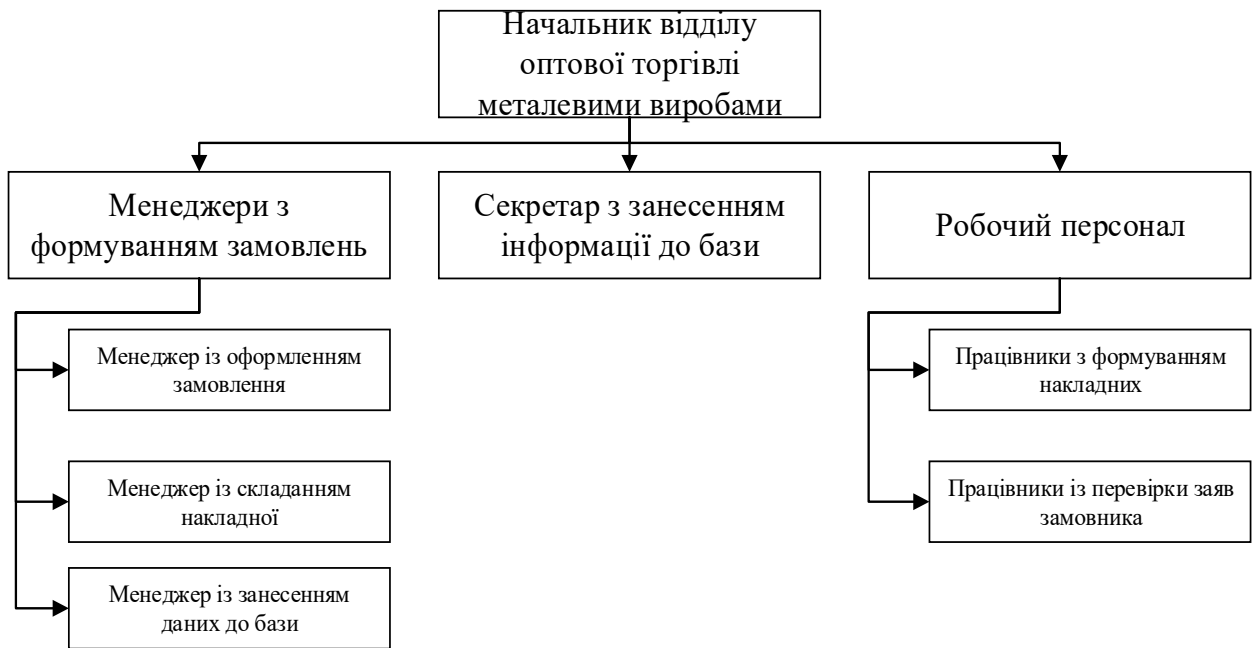 Начальник відділу
оптової торгівлі
металевими виробами
Менеджери з
формуванням замовлень
Секретар з занесенням
інформації до бази
Робочий персонал
Менеджер із оформленням
замовлення
Працівники з формуванням
накладних
Менеджер із складанням
накладної
Працівники із перевірки заяв
замовника
Менеджер із занесенням
даних до бази